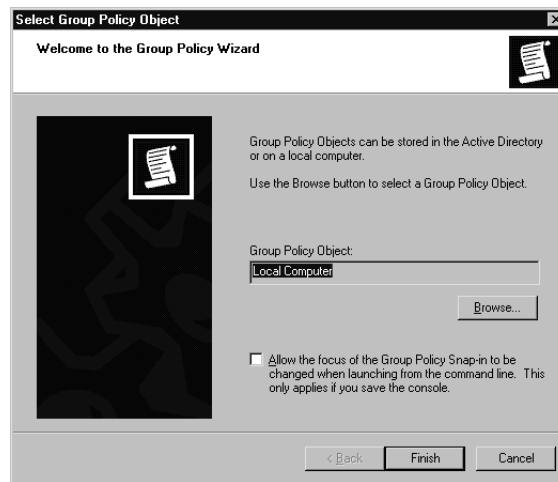 Select Group Policy Object
Welcome to the Group Policy Wizard
Group Policy Objects can be stored in the Active Directory
or on a local computer.
Use the Browse button to select a Group Policy Object.
Group Policy Object:
Local Computer
Browse...
Allow the focus of the Group Policy Snap-in to be
changed when launching from the command line. This
only applies if you save the console.
< Back Finish Cancel